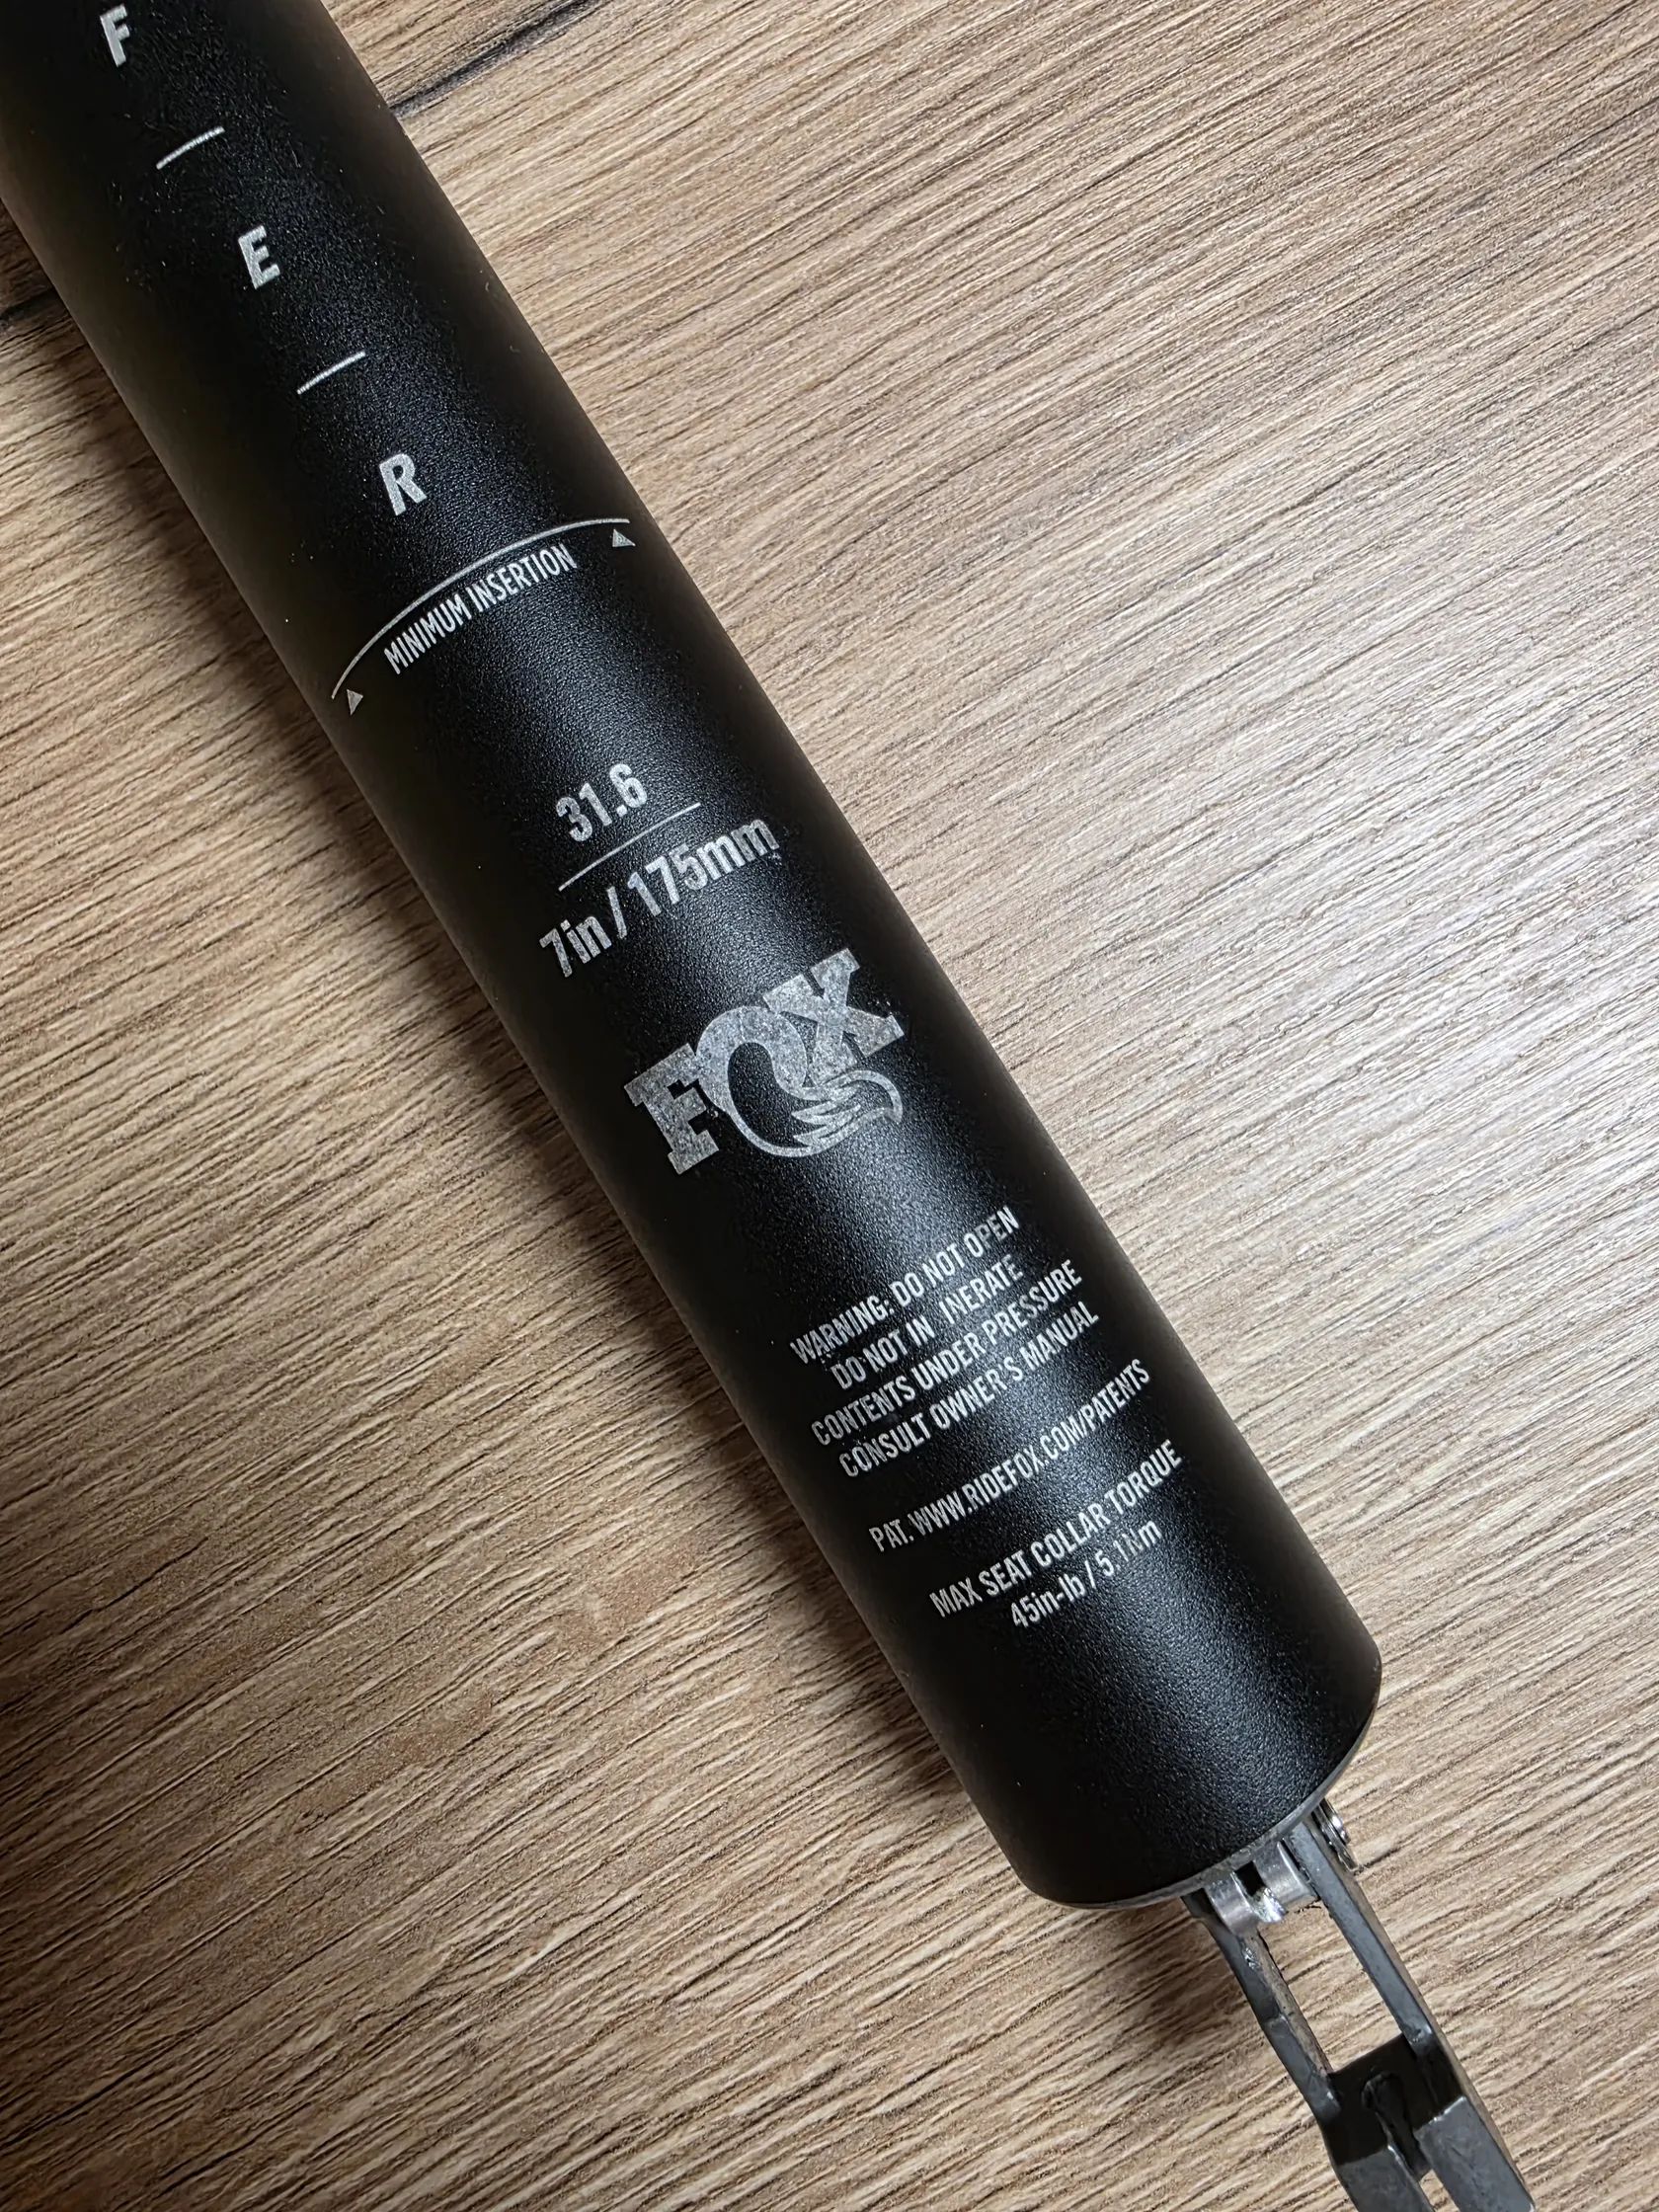 F
E
R
MINIMUM INSERTION
31.6
7in / 175mm
FOX
WARNING: DO NOT OPEN
DO NOT IN INERATE
CONTENTS UNDER PRESSURE
CONSULT OWNER'S MANUAL
PAT. WWW.RIDEFOX.COM/PATENTS
MAX SEAT COLLAR TORQUE
45in-lb / 5.1Nm